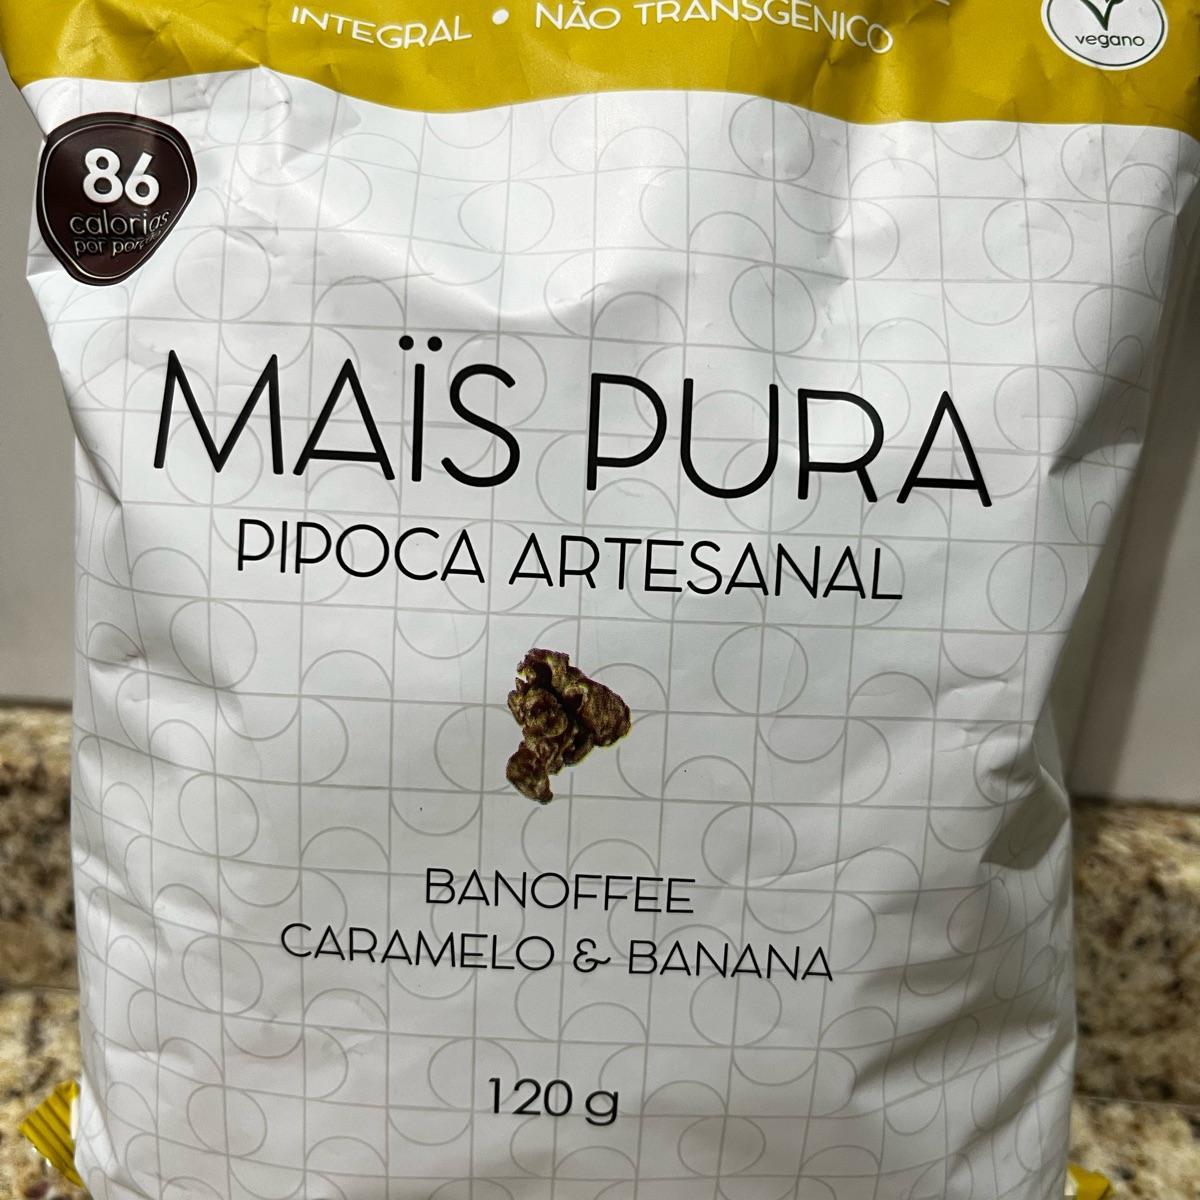 INTEGRAL • NÃO TRANSGÊNICO
vegano
86
calorias
por porção
MAÏS PURA
PIPOCA ARTESANAL
BANOFFEE
CARAMELO & BANANA
120 g